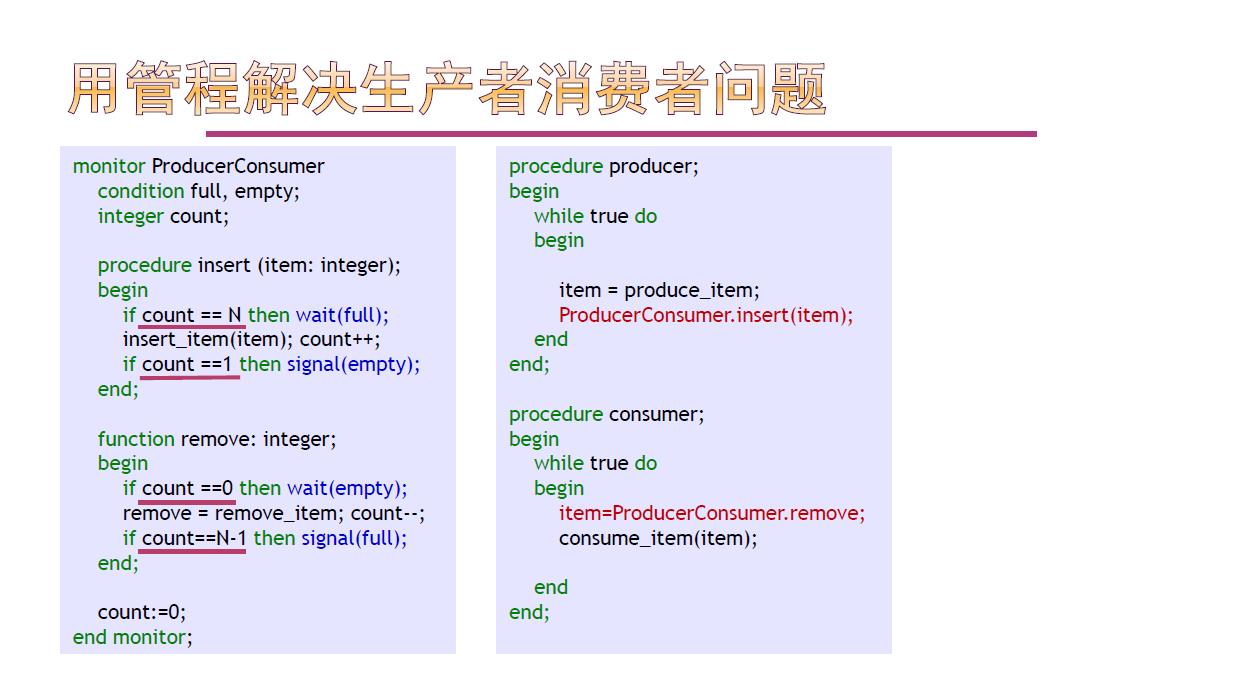 用管程解决生产者消费者问题
monitor ProducerConsumer
condition full, empty;
integer count;
procedure insert (item: integer);
begin
if count == N then wait(full);
insert_item(item); count++;
if count ==1 then signal(empty);
end;
function remove: integer;
begin
if count ==0 then wait(empty);
remove = remove_item; count--;
if count==N-1 then signal(full);
end;
count:=0;
end monitor;
procedure producer;
begin
while true do
begin
item = produce_item;
ProducerConsumer.insert(item);
end
end;
procedure consumer;
begin
while true do
begin
item=ProducerConsumer.remove;
consume_item(item);
end
end;